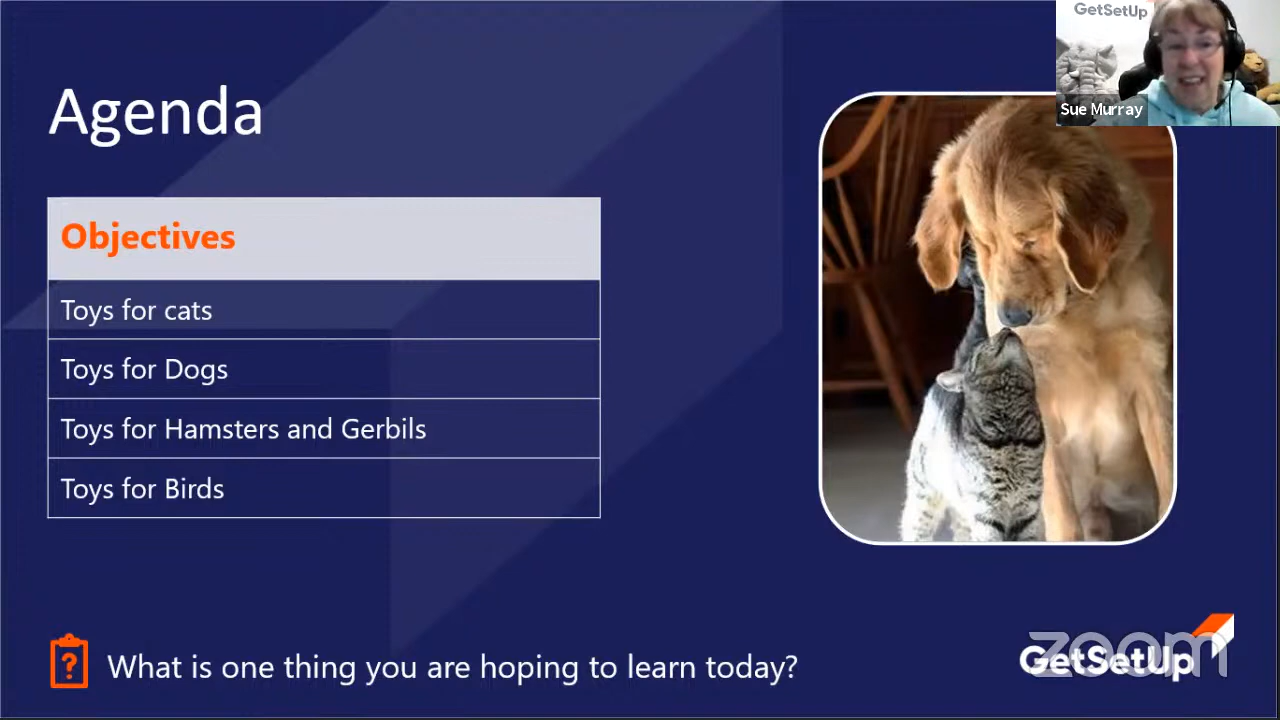 GetSetUp
Sue Murray
Agenda
Objectives
Toys for cats
Toys for Dogs
Toys for Hamsters and Gerbils
Toys for Birds
What is one thing you are hoping to learn today?
zoom
GetSetUp